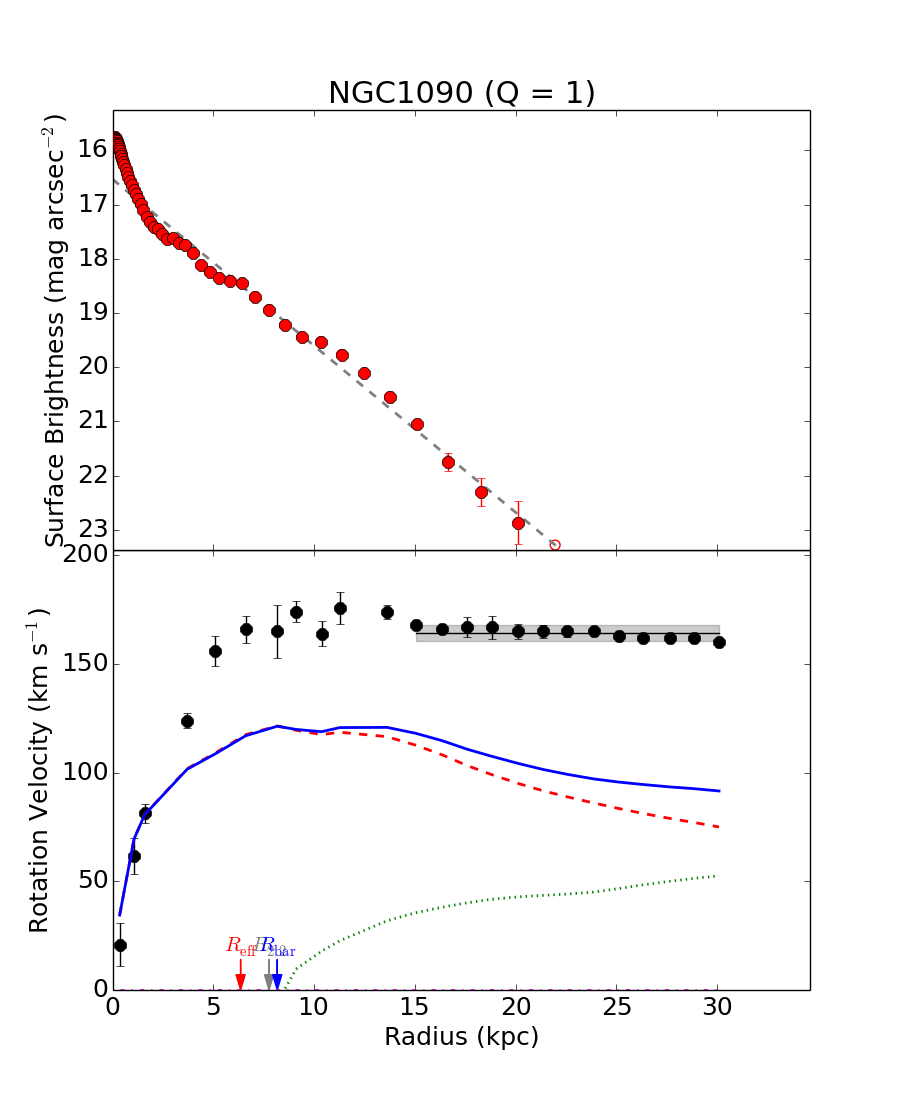 NGC1090 (Q = 1)
Surface Brightness (mag arcsec⁻²)
16
17
18
19
20
21
22
23
Rotation Velocity (km s⁻¹)
200
150
100
50
0
R_eff R_bar
0 5 10 15 20 25 30
Radius (kpc)